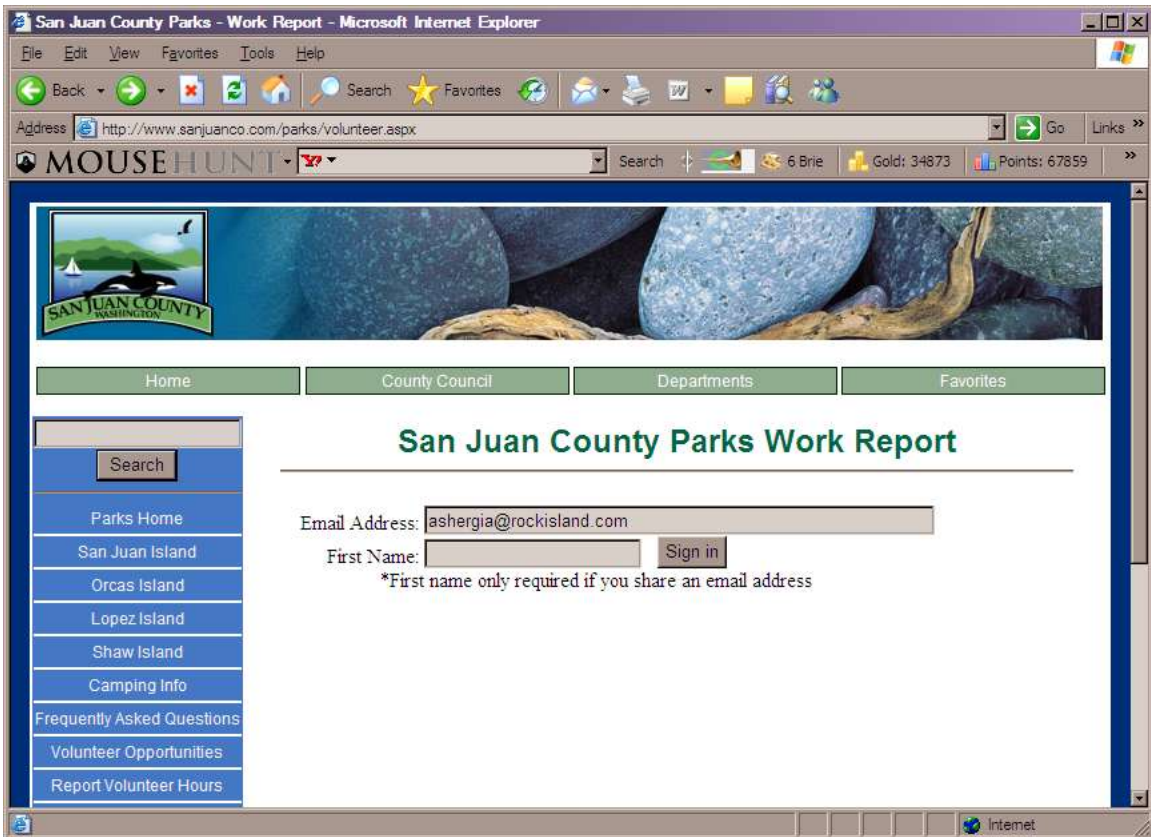 San Juan County Parks - Work Report - Microsoft Internet Explorer
File Edit View Favorites Tools Help
Back Search Favorites
Address http://www.sanjuanco.com/parks/volunteer.aspx Go Links »
MOUSEHUNT Y! Search 6 Brie Gold: 34873 Points: 67859 »
SAN JUAN COUNTY
WASHINGTON
Home County Council Departments Favorites
San Juan County Parks Work Report
Search
Parks Home
San Juan Island
Orcas Island
Lopez Island
Shaw Island
Camping Info
Frequently Asked Questions
Volunteer Opportunities
Report Volunteer Hours
Email Address: ashergia@rockisland.com
First Name: Sign in
*First name only required if you share an email address
Internet